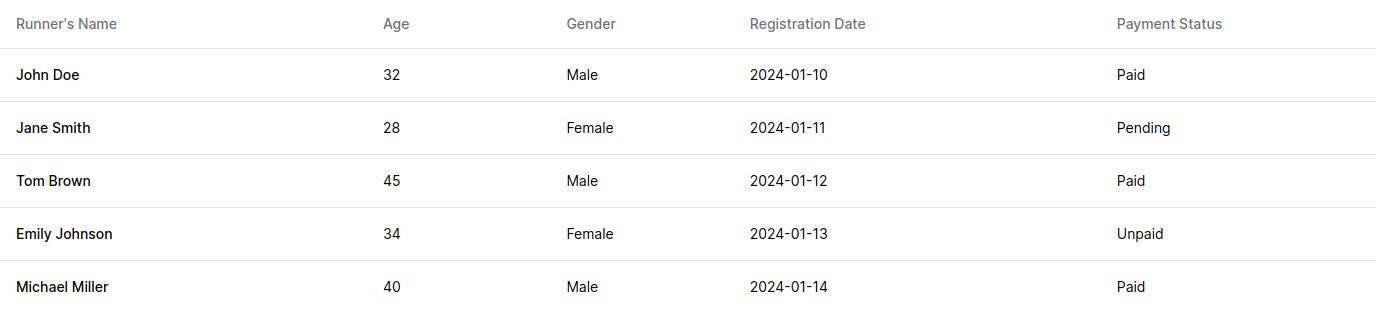 Runner's Name Age Gender Registration Date Payment Status
John Doe 32 Male 2024-01-10 Paid
Jane Smith 28 Female 2024-01-11 Pending
Tom Brown 45 Male 2024-01-12 Paid
Emily Johnson 34 Female 2024-01-13 Unpaid
Michael Miller 40 Male 2024-01-14 Paid